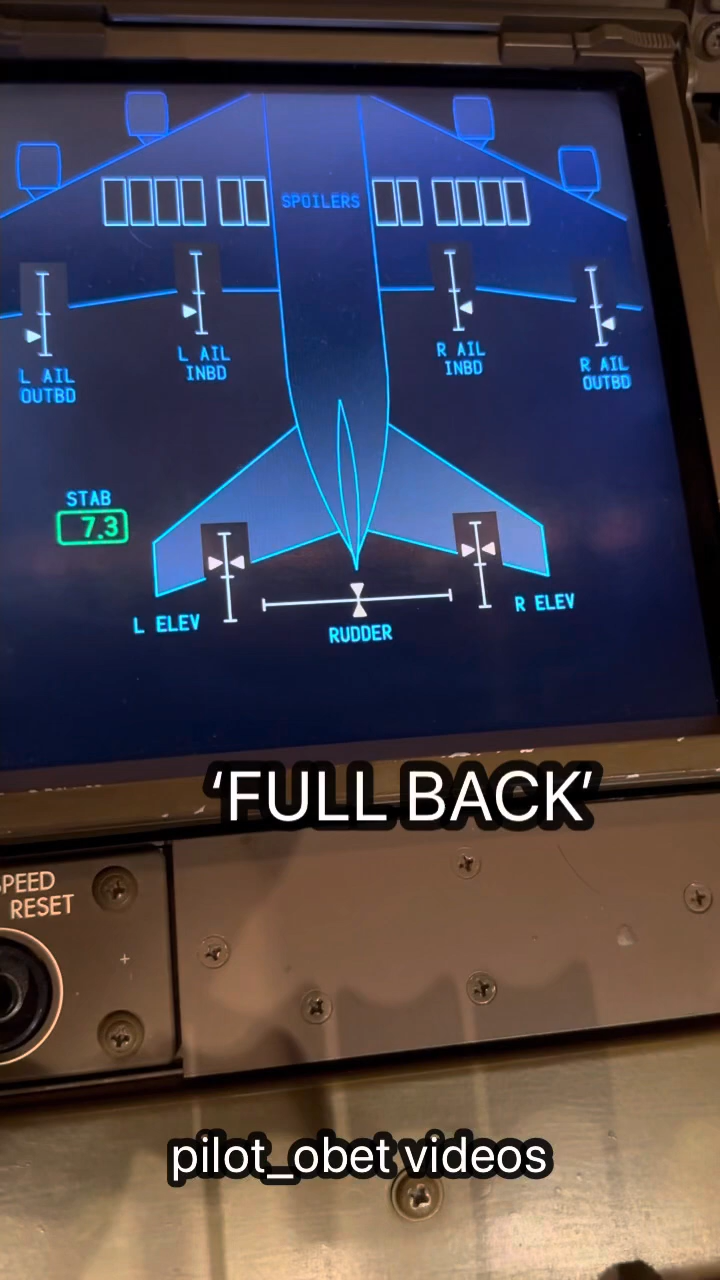 SPOILERS
L AIL
OUTBD
L AIL
INBD
R AIL
INBD
R AIL
OUTBD
STAB
7.3
L ELEV
RUDDER
R ELEV
‘FULL BACK’
SPEED
RESET
pilot_obet videos